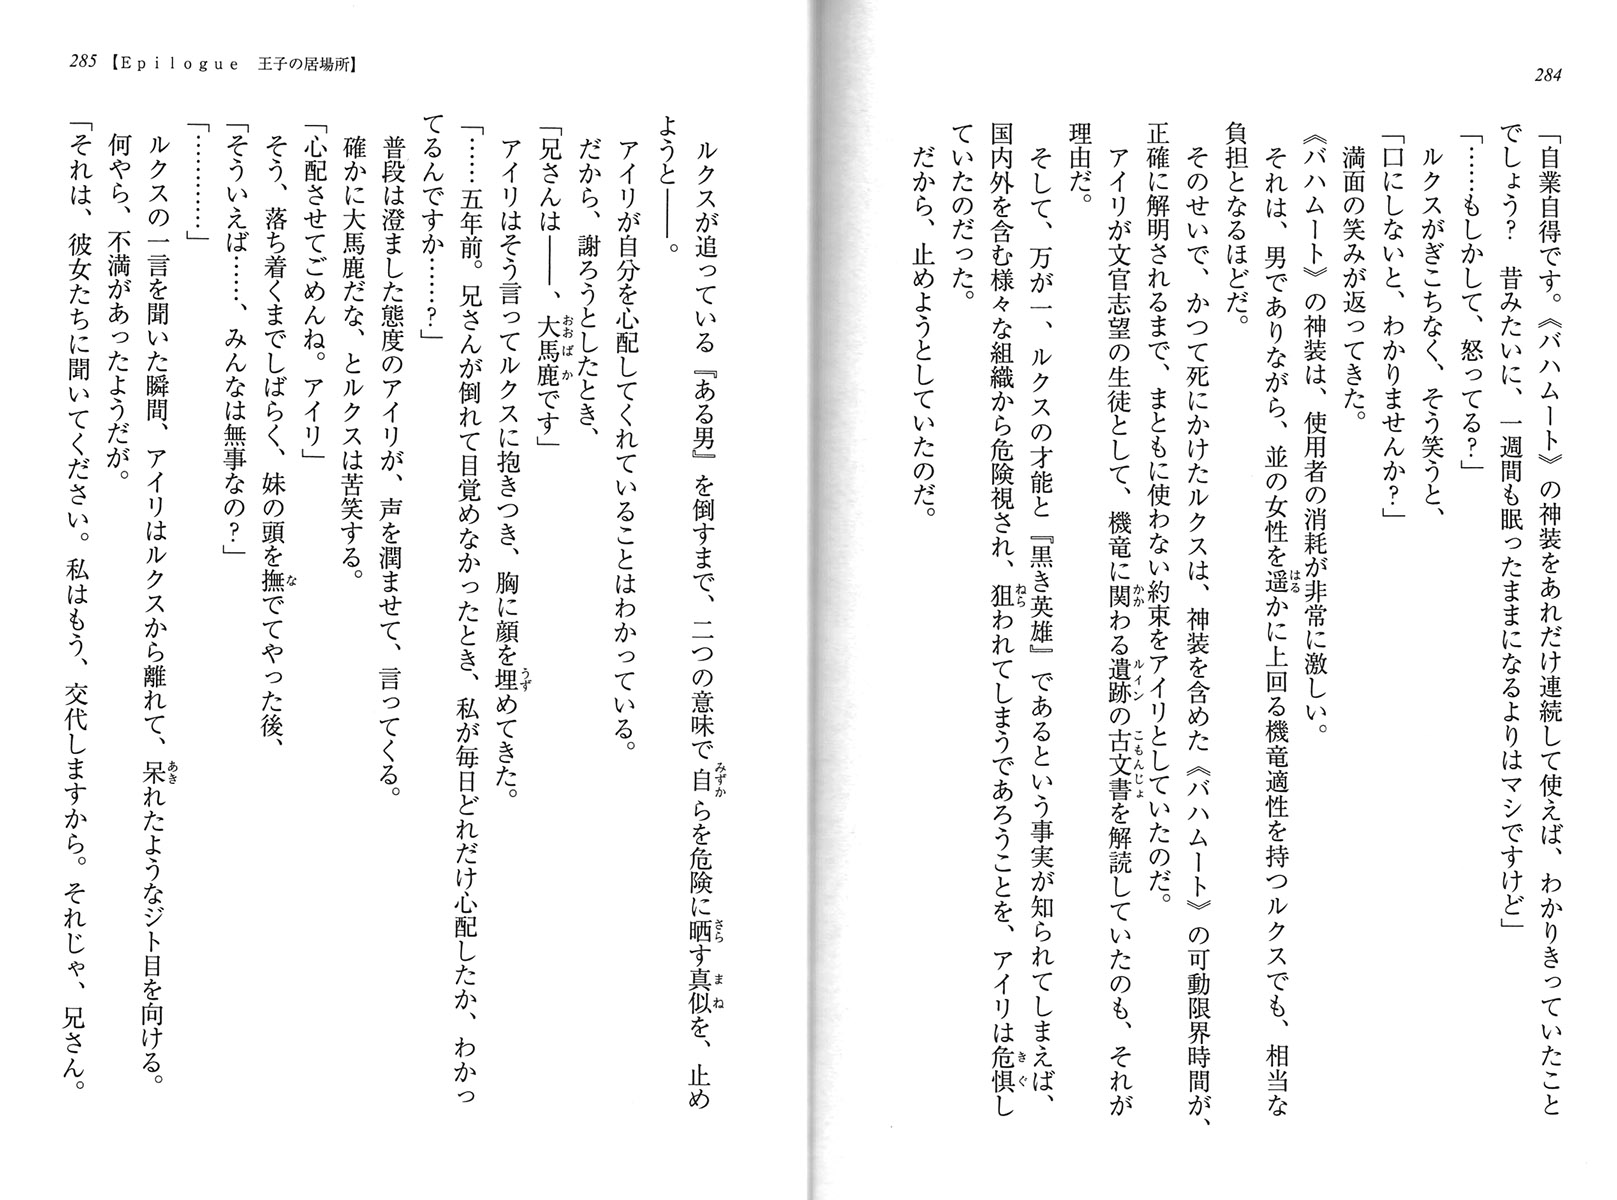 284
「自業自得です。《バハムート》の神装をあれだけ連続して使えば、わかりきっていたこと
でしょう？　昔みたいに、一週間も眠ったままになるよりはマシですけど」
「……もしかして、怒ってる？」
ルクスがぎこちなく、そう笑うと、
「口にしないと、わかりませんか？」
満面の笑みが返ってきた。
《バハムート》の神装は、使用者の消耗が非常に激しい。
それは、男でありながら、並の女性を遥かに上回る機竜適性を持つルクスでも、相当な
負担となるほどだ。
そのせいで、かつて死にかけたルクスは、神装を含めた《バハムート》の可動限界時間が、
正確に解明されるまで、まともに使わない約束をアイリとしていたのだ。
アイリが文官志望の生徒として、機竜に関わる遺跡の古文書を解読していたのも、それが
理由だ。
そして、万が一、ルクスの才能と『黒き英雄』であるという事実が知られてしまえば、
国内外を含む様々な組織から危険視され、狙われてしまうであろうことを、アイリは危惧し
ていたのだった。
だから、止めようとしていたのだ。
285【Epilogue　王子の居場所】
ルクスが追っている『ある男』を倒すまで、二つの意味で自らを危険に晒す真似を、止め
ようと――。
アイリが自分を心配してくれていることはわかっている。
だから、謝ろうとしたとき、
「兄さんは――、大馬鹿です」
アイリはそう言ってルクスに抱きつき、胸に顔を埋めてきた。
「……五年前。兄さんが倒れて目覚めなかったとき、私が毎日どれだけ心配したか、わかっ
てるんですか……？」
普段は澄ました態度のアイリが、声を潤ませて、言ってくる。
確かに大馬鹿だな、とルクスは苦笑する。
「心配させてごめんね。アイリ」
そう、落ち着くまでしばらく、妹の頭を撫でてやった後、
「そういえば……、みんなは無事なの？」
「…………」
ルクスの一言を聞いた瞬間、アイリはルクスから離れて、呆れたようなジト目を向ける。
何やら、不満があったようだが。
「それは、彼女たちに聞いてください。私はもう、交代しますから。それじゃ、兄さん。